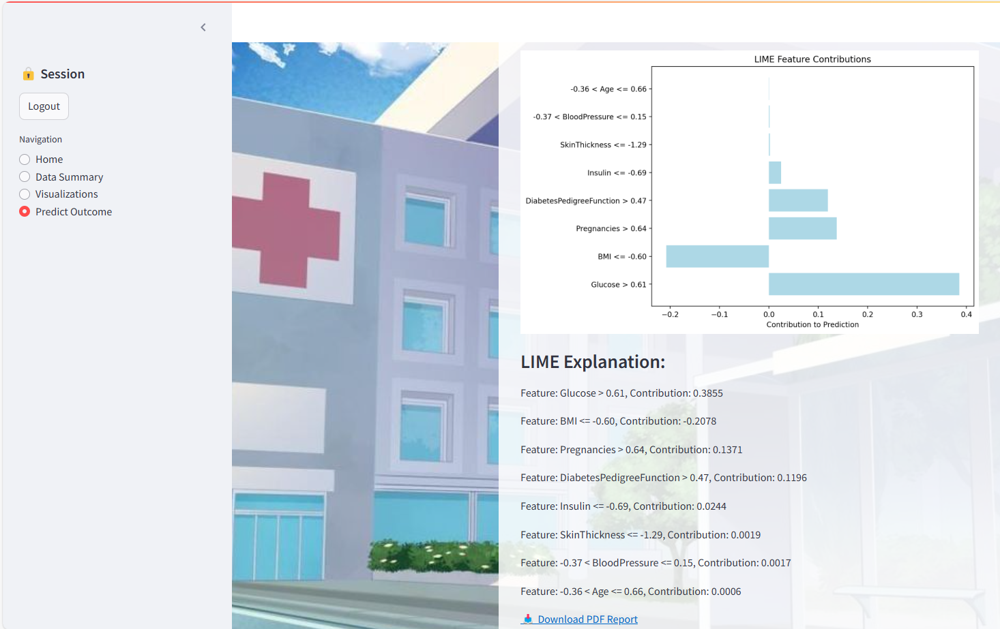 Session
Logout
Navigation
Home
Data Summary
Visualizations
Predict Outcome
LIME Feature Contributions
-0.36 < Age <= 0.66
-0.37 < BloodPressure <= 0.15
SkinThickness <= -1.29
Insulin <= -0.69
DiabetesPedigreeFunction > 0.47
Pregnancies > 0.64
BMI <= -0.60
Glucose > 0.61
−0.2 −0.1 0.0 0.1 0.2 0.3 0.4
Contribution to Prediction
LIME Explanation:
Feature: Glucose > 0.61, Contribution: 0.3855
Feature: BMI <= -0.60, Contribution: -0.2078
Feature: Pregnancies > 0.64, Contribution: 0.1371
Feature: DiabetesPedigreeFunction > 0.47, Contribution: 0.1196
Feature: Insulin <= -0.69, Contribution: 0.0244
Feature: SkinThickness <= -1.29, Contribution: 0.0019
Feature: -0.37 < BloodPressure <= 0.15, Contribution: 0.0017
Feature: -0.36 < Age <= 0.66, Contribution: 0.0006
Download PDF Report